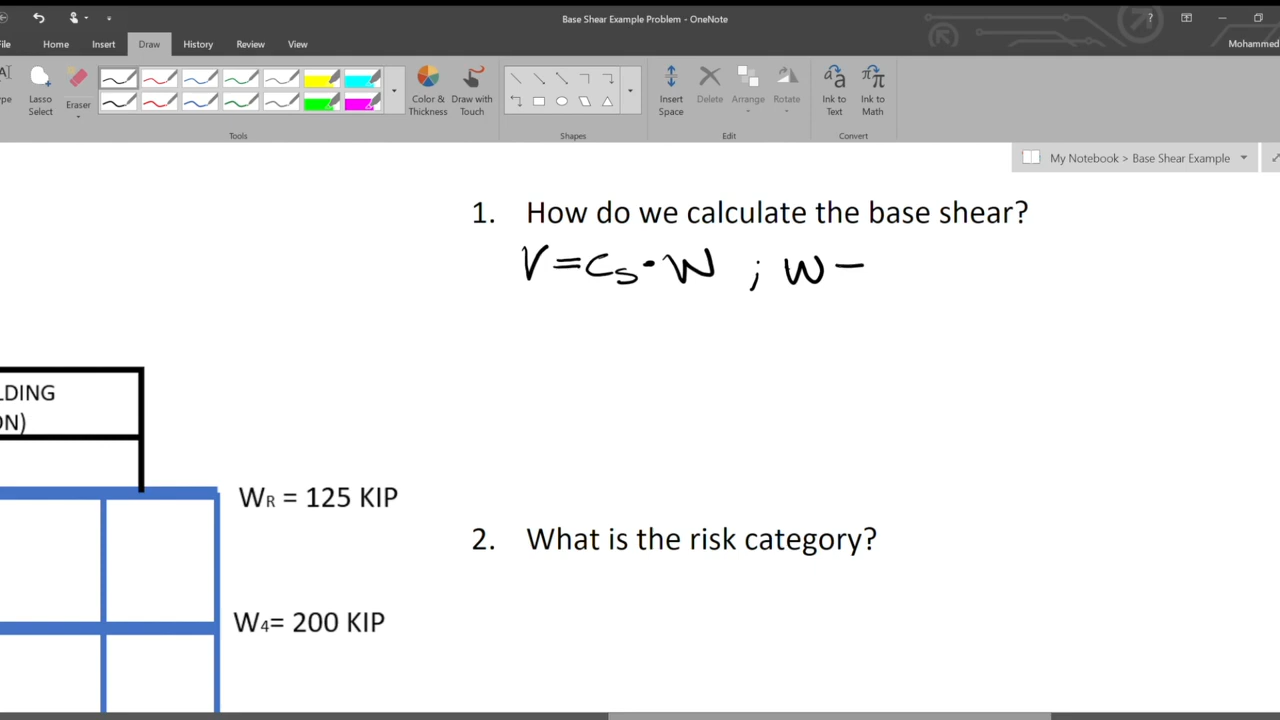 Base Shear Example Problem - OneNote
?
Mohammed
File Home Insert Draw History Review View
Type
Lasso Select
Eraser
Color & Thickness
Draw with Touch
Insert Space
Delete
Arrange
Rotate
Ink to Text
Ink to Math
Tools
Shapes
Edit
Convert
My Notebook > Base Shear Example
1. How do we calculate the base shear?
V = Cs • W ; W –
LDING
ON)
WR = 125 KIP
2. What is the risk category?
W4= 200 KIP